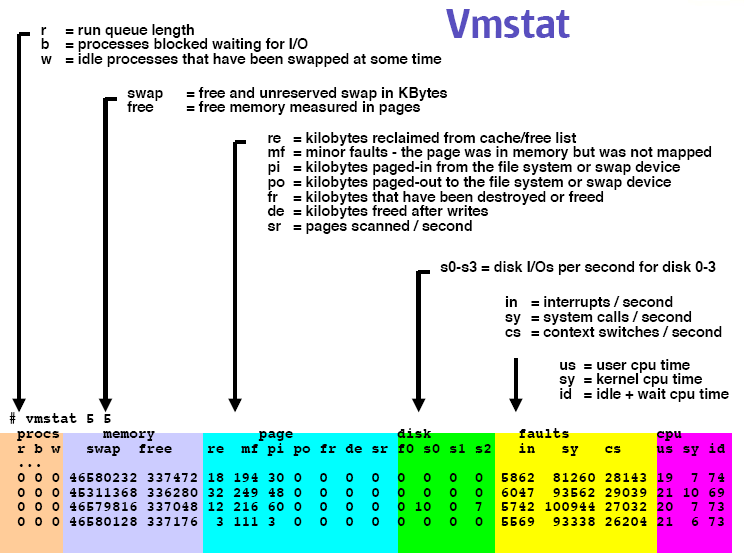 Vmstat
r = run queue length
b = processes blocked waiting for I/O
w = idle processes that have been swapped at some time
swap = free and unreserved swap in KBytes
free = free memory measured in pages
re = kilobytes reclaimed from cache/free list
mf = minor faults - the page was in memory but was not mapped
pi = kilobytes paged-in from the file system or swap device
po = kilobytes paged-out to the file system or swap device
fr = kilobytes that have been destroyed or freed
de = kilobytes freed after writes
sr = pages scanned / second
s0-s3 = disk I/Os per second for disk 0-3
in = interrupts / second
sy = system calls / second
cs = context switches / second
us = user cpu time
sy = kernel cpu time
id = idle + wait cpu time
# vmstat 5 5
procs memory page disk faults cpu
r b w swap free re mf pi po fr de sr f0 s0 s1 s2 in sy cs us sy id
...
0 0 0 46580232 337472 18 194 30 0 0 0 0 0 0 0 0 5862 81260 28143 19 7 74
0 0 0 45311368 336280 32 249 48 0 0 0 0 0 0 0 0 6047 93562 29039 21 10 69
0 0 0 46579816 337048 12 216 60 0 0 0 0 0 10 0 7 5742 100944 27032 20 7 73
0 0 0 46580128 337176 3 111 3 0 0 0 0 0 0 0 0 5569 93338 26204 21 6 73